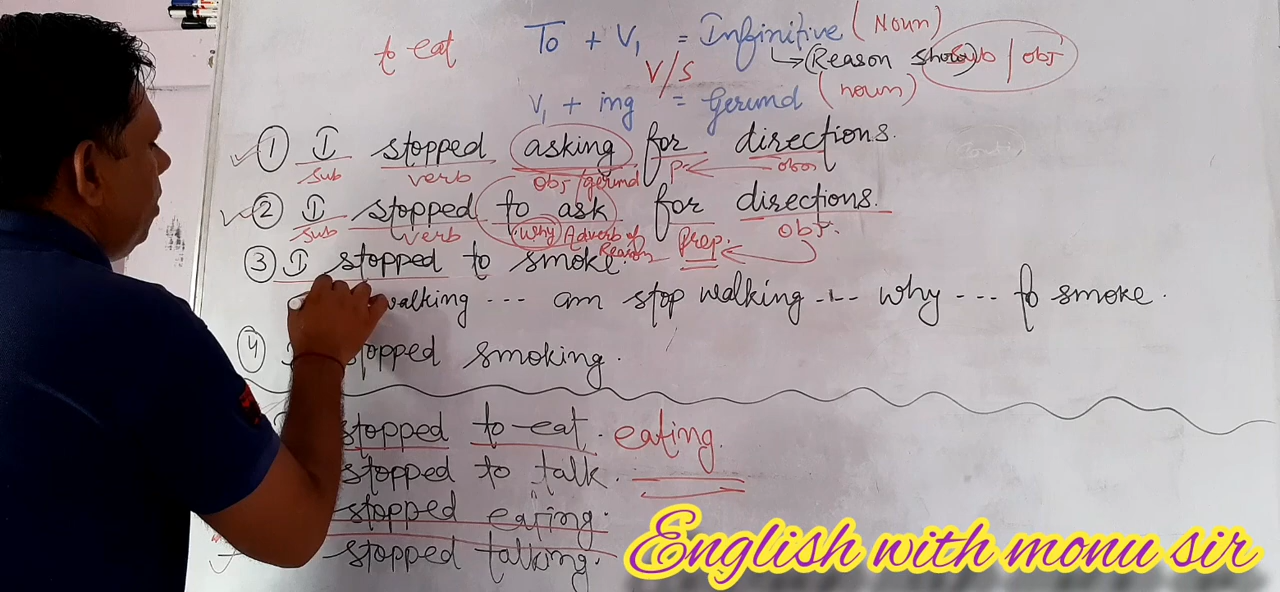 to eat To + V1 = Infinitive (Noun)
V/S (Reason show) sub / obj
V1 + ing = Gerund (noun)
1 I stopped asking for directions.
sub verb obj/gerund P
2 I stopped to ask for directions.
sub verb (why) Adverb of Reason prep. obj.
3 I stopped to smoke.
walking --- am stop walking --- why --- to smoke.
4 stopped smoking.
stopped to eat. eating.
stopped to talk.
stopped eating.
stopped talking.
English with monu sir